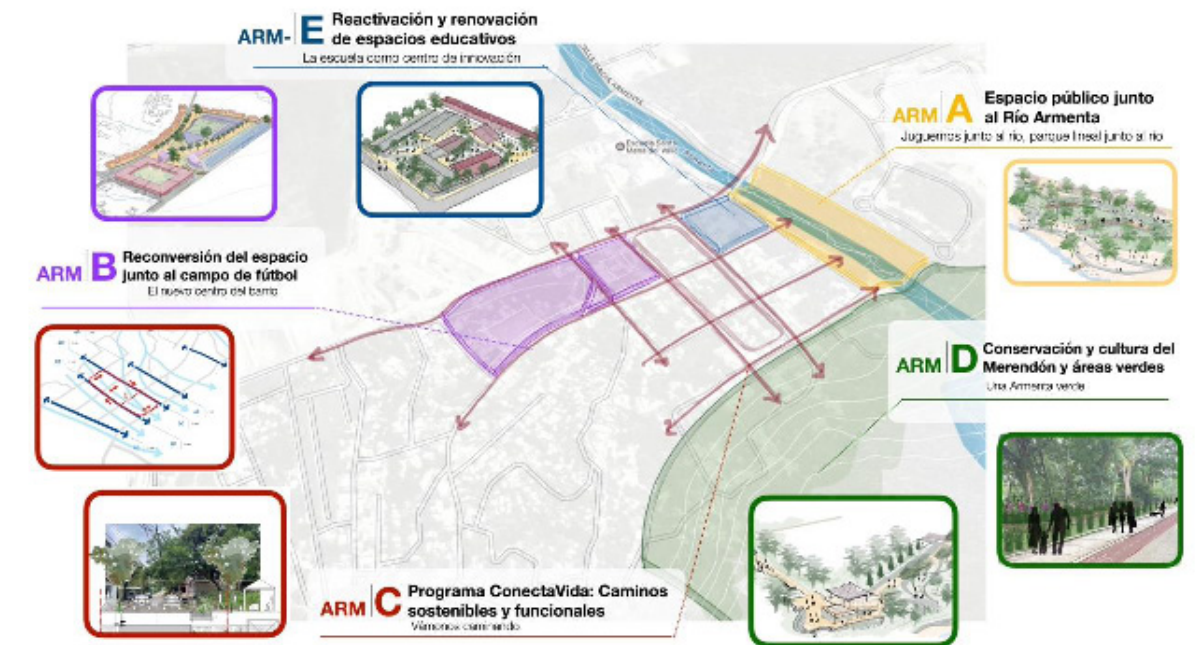 ARM- E Reactivación y renovación
de espacios educativos
La escuela como centro de innovación
ARM A Espacio público junto
al Río Armenta
Juguemos junto al río, parque lineal junto al río
ARM B Reconversión del espacio
junto al campo de fútbol
El nuevo centro del barrio
ARM D Conservación y cultura del
Merendón y áreas verdes
Una Armenta verde
ARM C Programa ConectaVida: Caminos
sostenibles y funcionales
Vámonos caminando